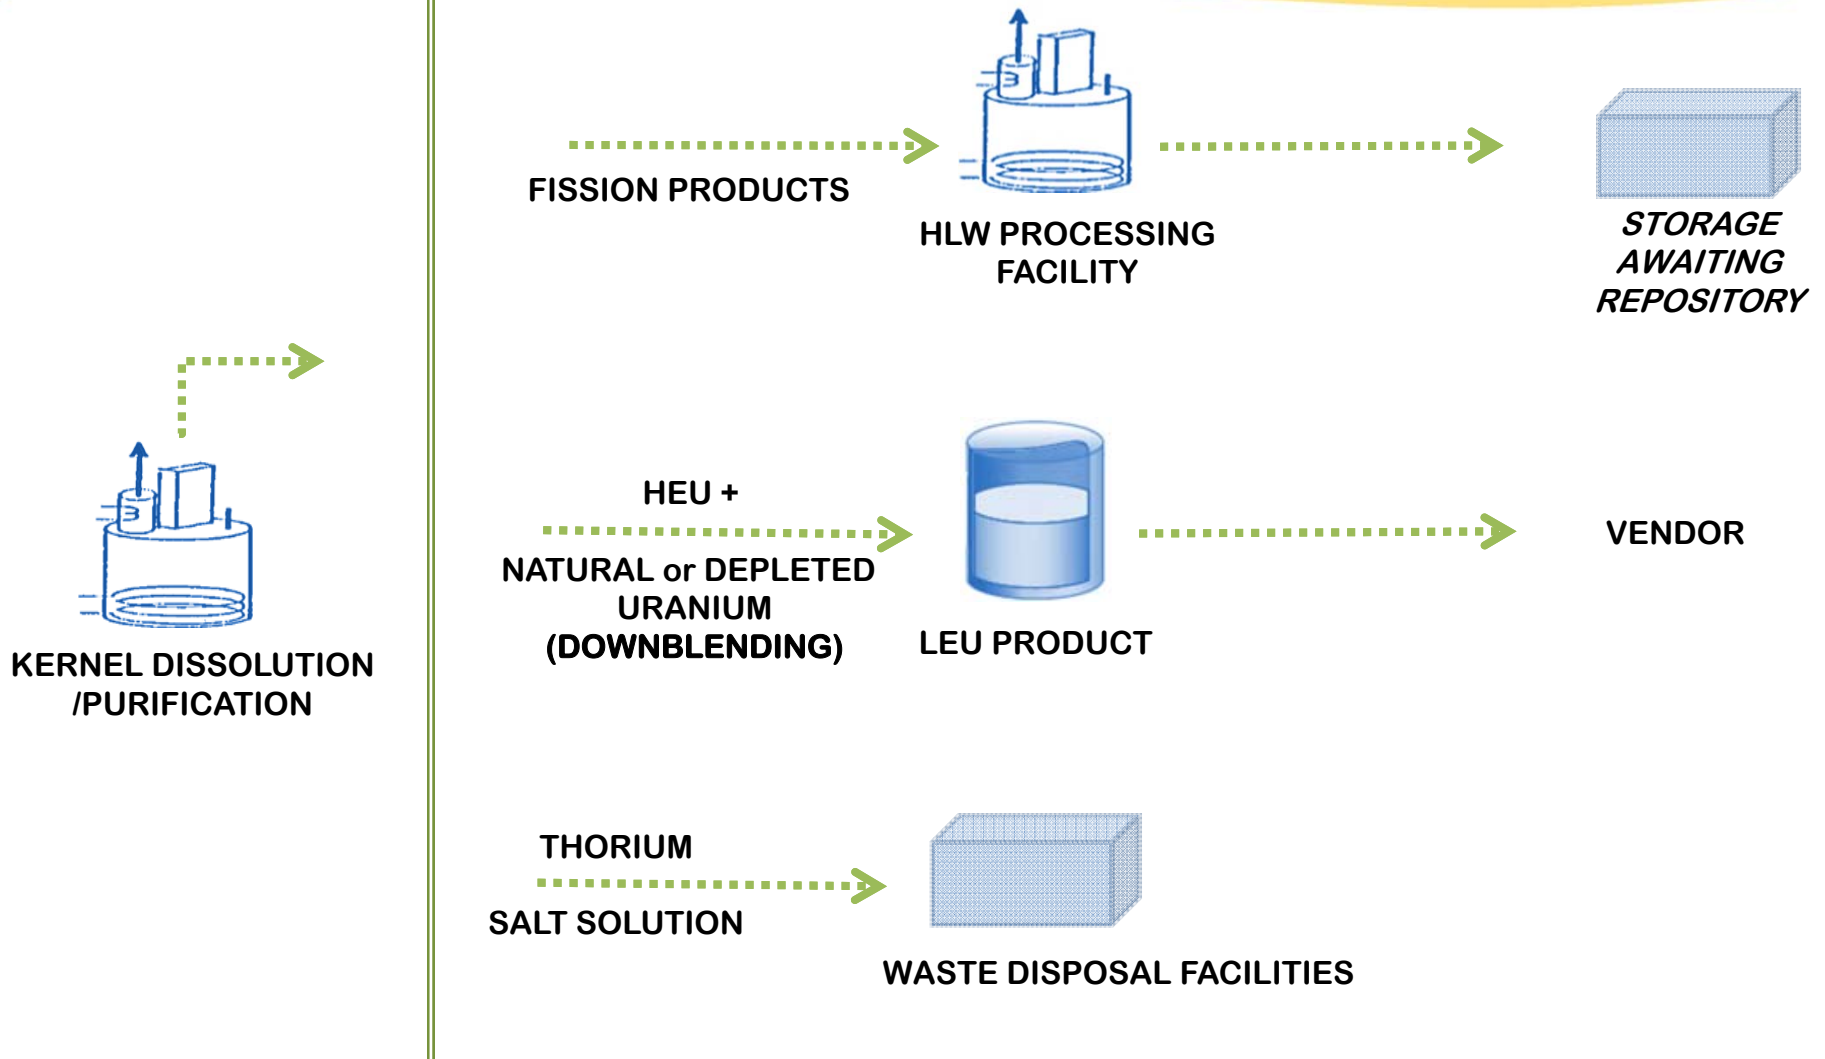 FISSION PRODUCTS
HLW PROCESSING
FACILITY
STORAGE
AWAITING
REPOSITORY
KERNEL DISSOLUTION
/PURIFICATION
HEU +
NATURAL or DEPLETED
URANIUM
(DOWNBLENDING)
LEU PRODUCT
VENDOR
THORIUM
SALT SOLUTION
WASTE DISPOSAL FACILITIES